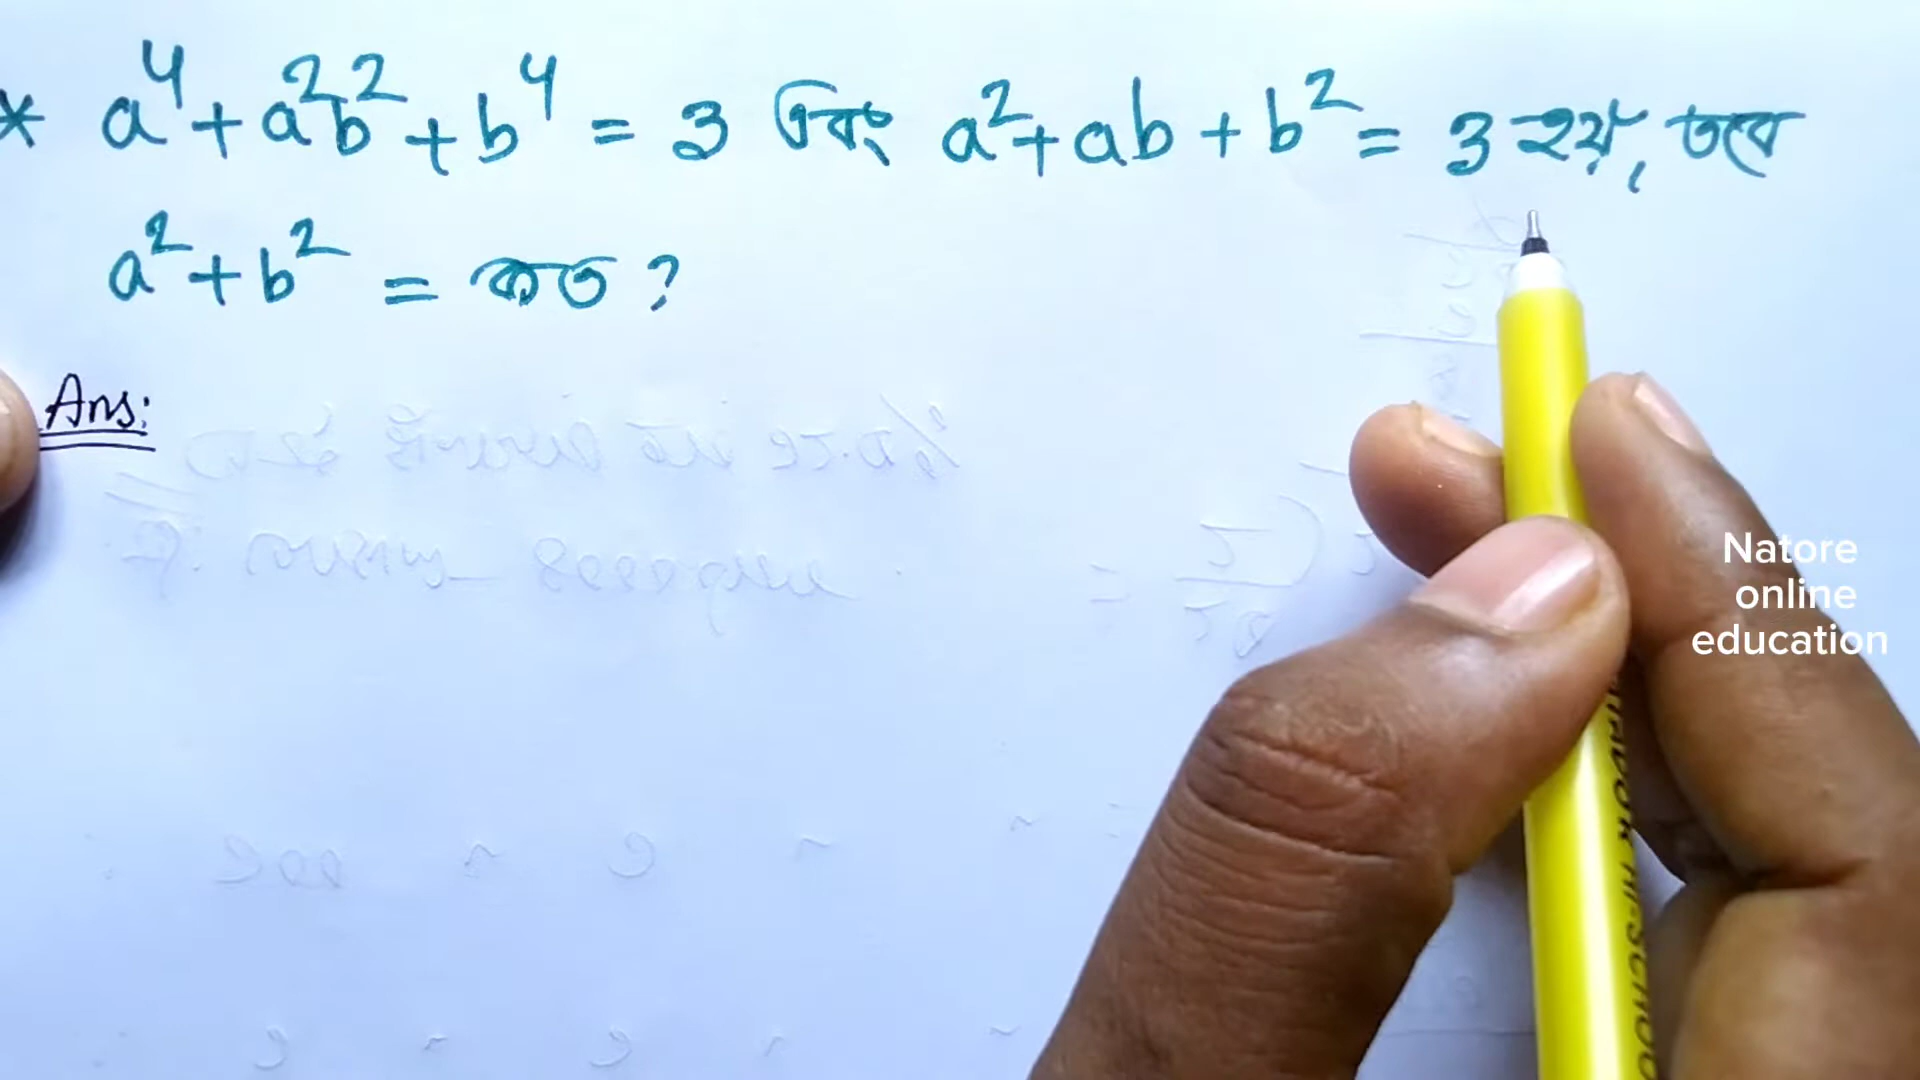 * a⁴ + a²b² + b⁴ = 3 এবং a² + ab + b² = 3 হয়, তবে
a² + b² = কত ?
Ans:
Natore
online
education